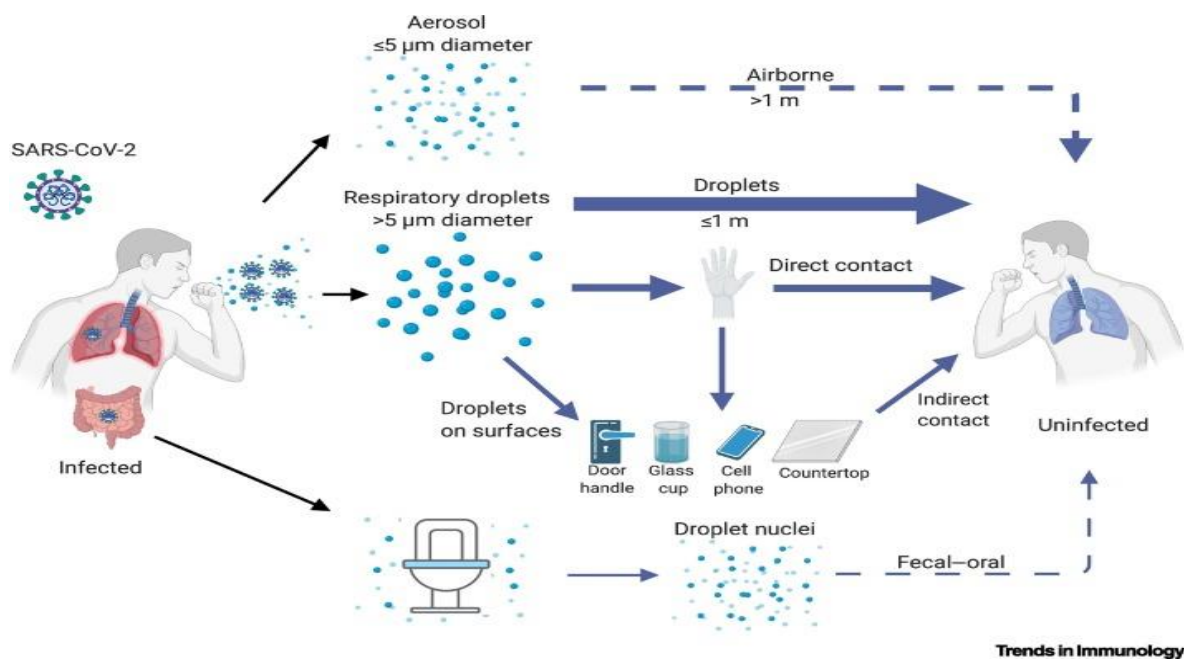 Aerosol
≤5 µm diameter
Airborne
>1 m
SARS-CoV-2
Respiratory droplets
>5 µm diameter
Droplets
≤1 m
Direct contact
Droplets
on surfaces
Indirect
contact
Door
handle
Glass
cup
Cell
phone
Countertop
Infected
Uninfected
Droplet nuclei
Fecal–oral
Trends in Immunology